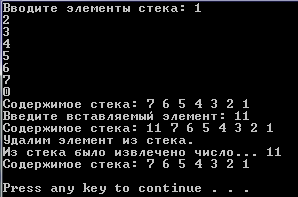 Вводите элементы стека: 1
2
3
4
5
6
7
0
Содержимое стека: 7 6 5 4 3 2 1
Введите вставляемый элемент: 11
Содержимое стека: 11 7 6 5 4 3 2 1
Удалим элемент из стека.
Из стека было извлечено число... 11
Содержимое стека: 7 6 5 4 3 2 1
Press any key to continue . . .